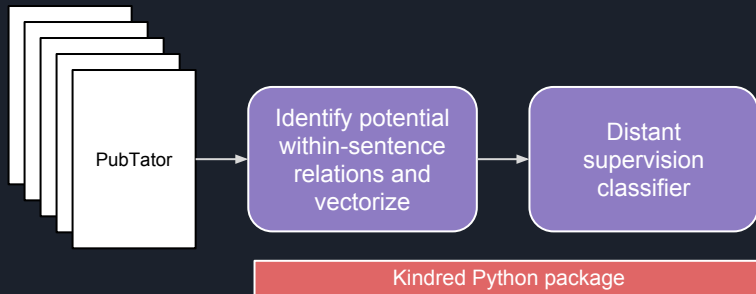 PubTator
Identify potential
within-sentence
relations and
vectorize
Distant
supervision
classifier
Kindred Python package